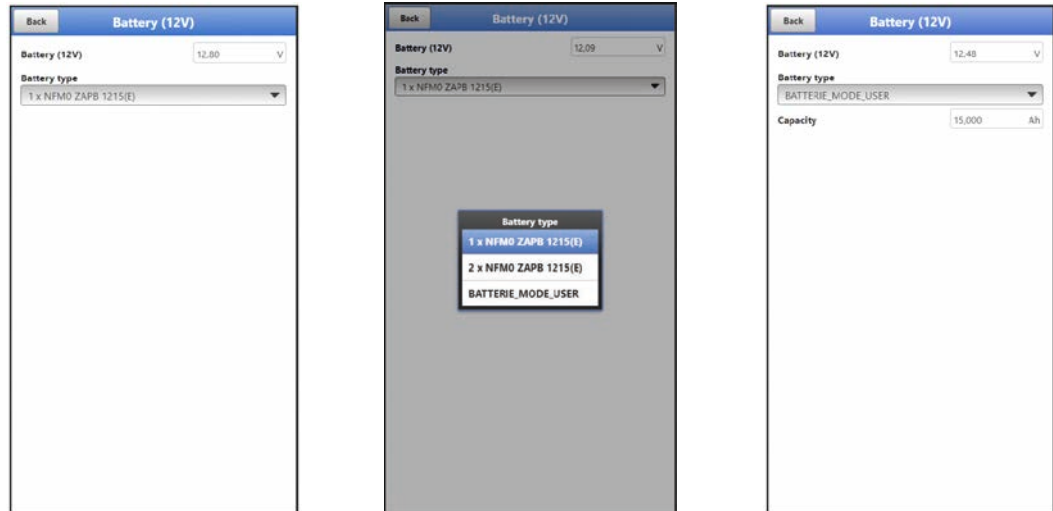 Back Battery (12V)
Battery (12V) 12,80 V
Battery type
1 x NFM0 ZAPB 1215(E)
Back Battery (12V)
Battery (12V) 12,09 V
Battery type
1 x NFM0 ZAPB 1215(E)
Battery type
1 x NFM0 ZAPB 1215(E)
2 x NFM0 ZAPB 1215(E)
BATTERIE_MODE_USER
Back Battery (12V)
Battery (12V) 12,48 V
Battery type
BATTERIE_MODE_USER
Capacity 15,000 Ah